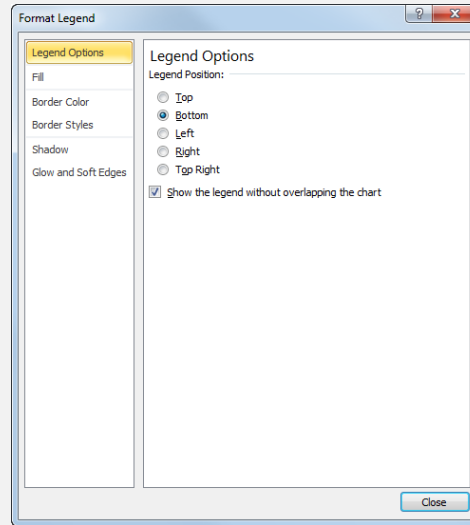 Format Legend
Legend Options
Fill
Border Color
Border Styles
Shadow
Glow and Soft Edges
Legend Options
Legend Position:
Top
Bottom
Left
Right
Top Right
Show the legend without overlapping the chart
Close